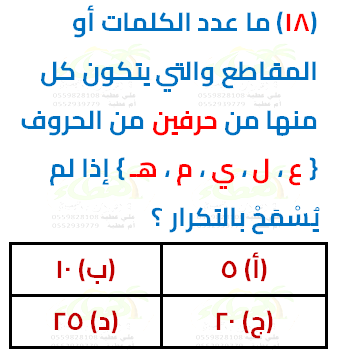 (١٨) ما عدد الكلمات أو
المقاطع والتي يتكون كل
منها من حرفين من الحروف
{ ع ، ل ، ي ، م ، هـ } إذا لم
يُسْمَحْ بالتكرار ؟
(أ) ٥
(ب) ١٠
(ج) ٢٠
(د) ٢٥